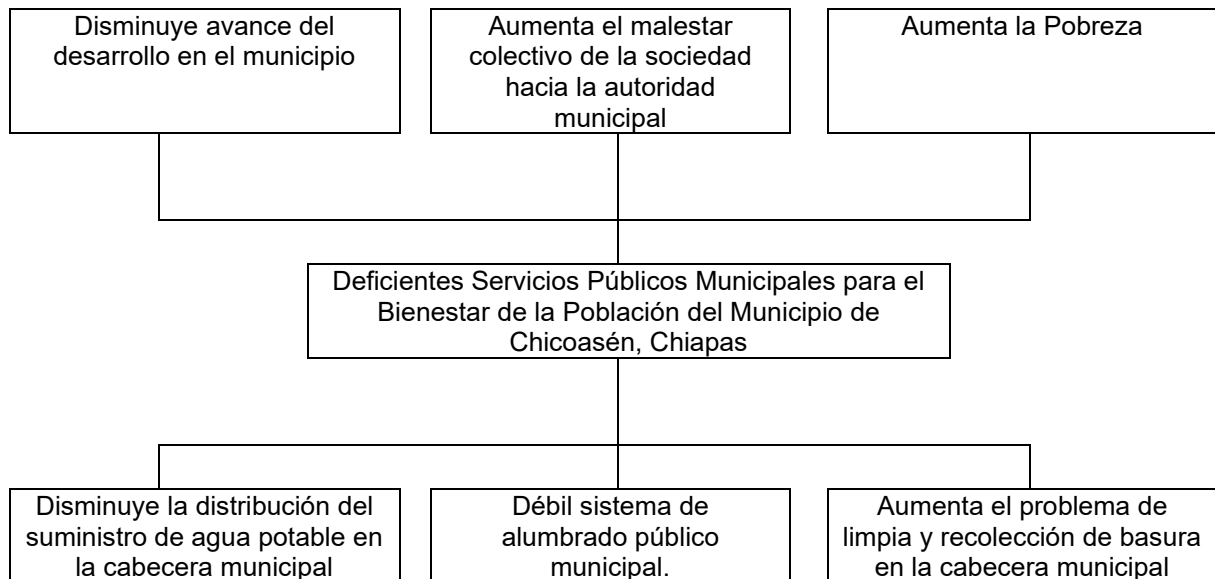 Disminuye avance del
desarrollo en el municipio
Aumenta el malestar
colectivo de la sociedad
hacia la autoridad
municipal
Aumenta la Pobreza
Deficientes Servicios Públicos Municipales para el
Bienestar de la Población del Municipio de
Chicoasén, Chiapas
Disminuye la distribución del
suministro de agua potable en
la cabecera municipal
Débil sistema de
alumbrado público
municipal.
Aumenta el problema de
limpia y recolección de basura
en la cabecera municipal